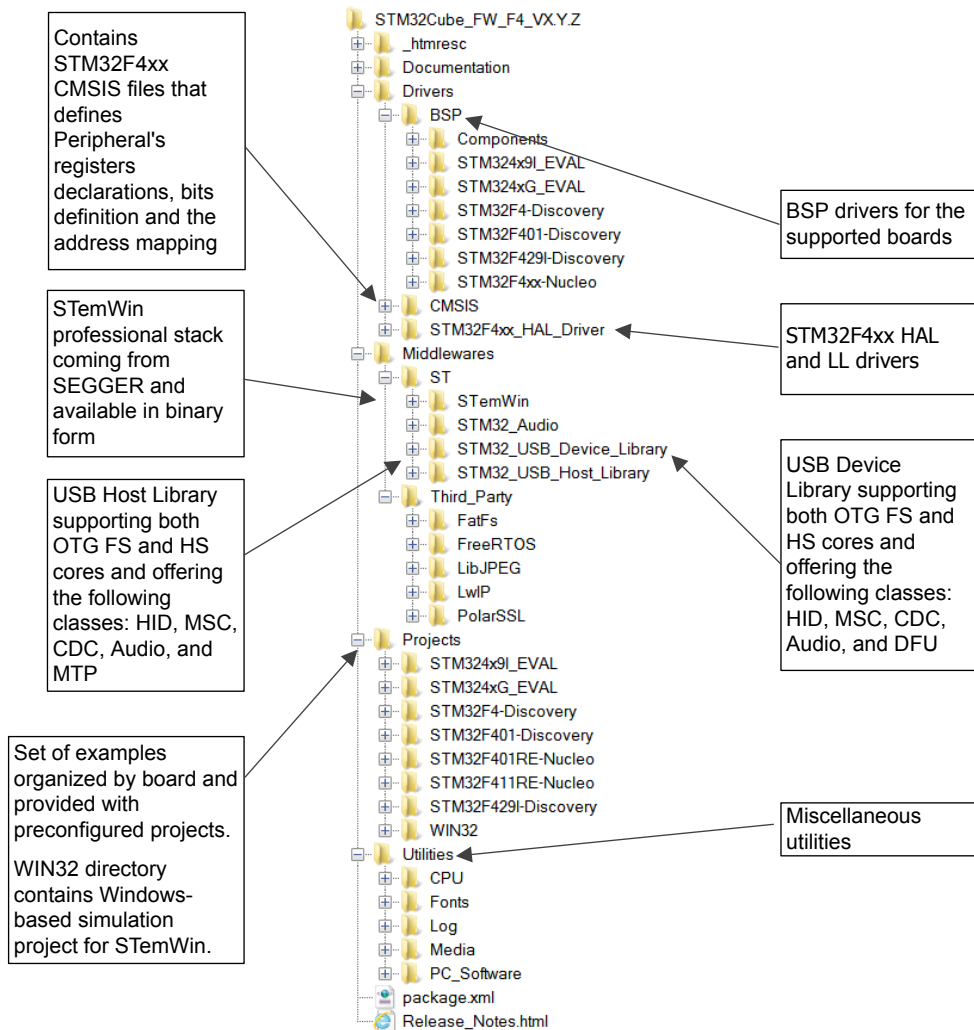 Contains
STM32F4xx
CMSIS files that
defines
Peripheral's
registers
declarations, bits
definition and the
address mapping
STemWin
professional stack
coming from
SEGGER and
available in binary
form
USB Host Library
supporting both
OTG FS and HS
cores and offering
the following
classes: HID, MSC,
CDC, Audio, and
MTP
Set of examples
organized by board and
provided with
preconfigured projects.
WIN32 directory
contains Windows-
based simulation
project for STemWin.
STM32Cube_FW_F4_VX.Y.Z
_htmresc
Documentation
Drivers
BSP
Components
STM324x9I_EVAL
STM324xG_EVAL
STM32F4-Discovery
STM32F401-Discovery
STM32F429I-Discovery
STM32F4xx-Nucleo
CMSIS
STM32F4xx_HAL_Driver
Middlewares
ST
STemWin
STM32_Audio
STM32_USB_Device_Library
STM32_USB_Host_Library
Third_Party
FatFs
FreeRTOS
LibJPEG
LwIP
PolarSSL
Projects
STM324x9I_EVAL
STM324xG_EVAL
STM32F4-Discovery
STM32F401-Discovery
STM32F401RE-Nucleo
STM32F411RE-Nucleo
STM32F429I-Discovery
WIN32
Utilities
CPU
Fonts
Log
Media
PC_Software
package.xml
Release_Notes.html
BSP drivers for the
supported boards
STM32F4xx HAL
and LL drivers
USB Device
Library supporting
both OTG FS and
HS cores and
offering the
following classes:
HID, MSC, CDC,
Audio, and DFU
Miscellaneous
utilities